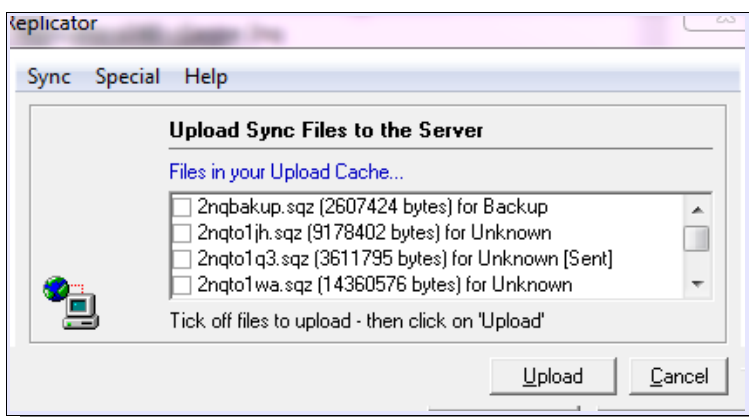 Replicator
Sync Special Help
Upload Sync Files to the Server
Files in your Upload Cache...
2nqbakup.sqz (2607424 bytes) for Backup
2nqto1jh.sqz (9178402 bytes) for Unknown
2nqto1q3.sqz (3611795 bytes) for Unknown [Sent]
2nqto1wa.sqz (14360576 bytes) for Unknown
Tick off files to upload - then click on 'Upload'
Upload Cancel